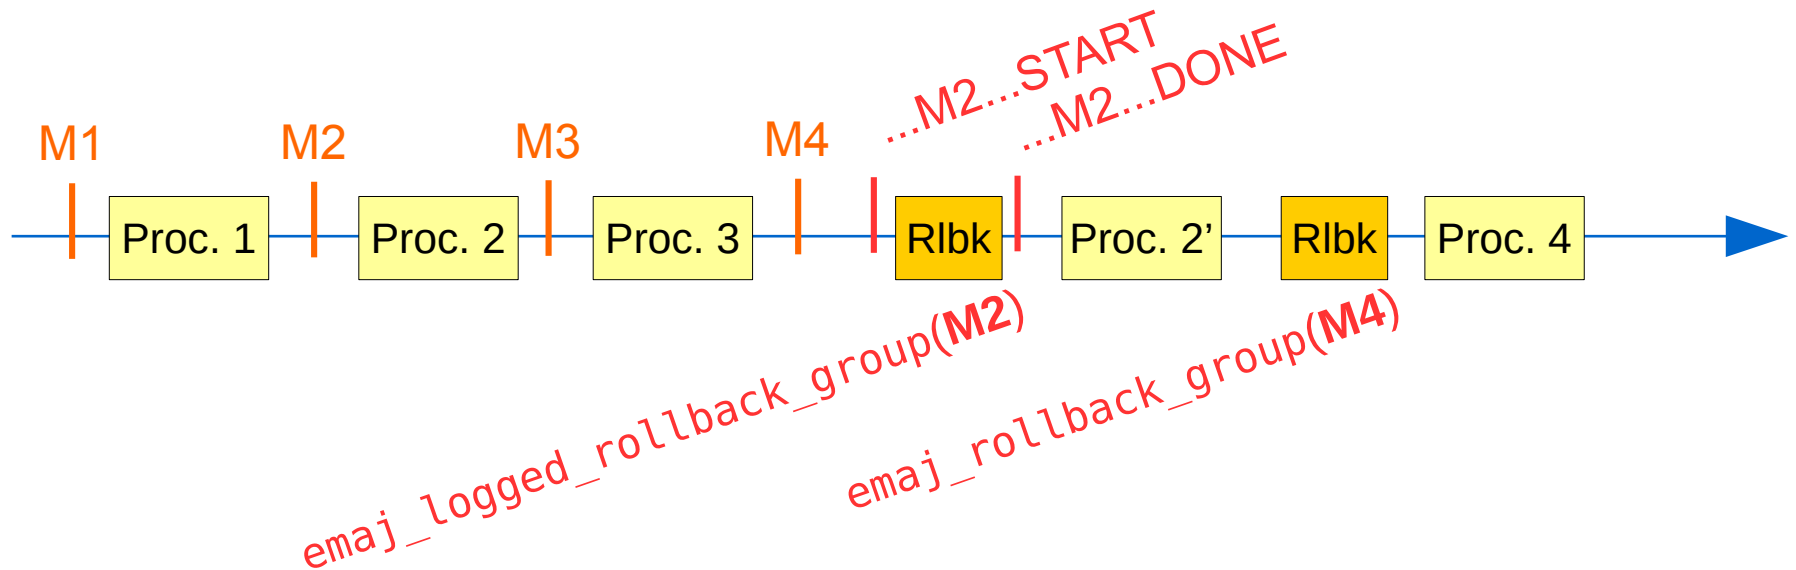 ...M2...START
...M2...DONE
M1 M2 M3 M4
Proc. 1 Proc. 2 Proc. 3 Rlbk Proc. 2’ Rlbk Proc. 4
emaj_logged_rollback_group(M2)
emaj_rollback_group(M4)